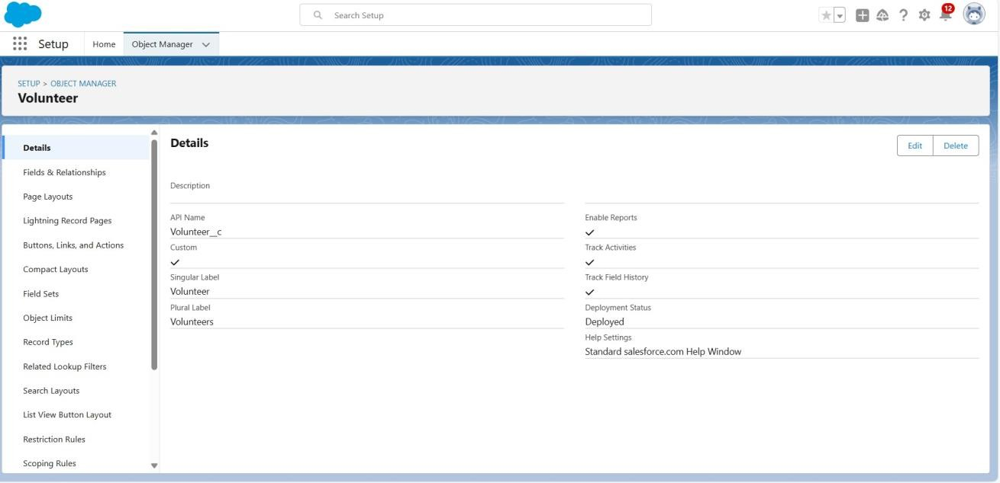 Search Setup
12
Setup
Home
Object Manager
SETUP > OBJECT MANAGER
Volunteer
Details
Fields & Relationships
Page Layouts
Lightning Record Pages
Buttons, Links, and Actions
Compact Layouts
Field Sets
Object Limits
Record Types
Related Lookup Filters
Search Layouts
List View Button Layout
Restriction Rules
Scoping Rules
Details
Edit
Delete
Description
API Name
Volunteer__c
Custom
Singular Label
Volunteer
Plural Label
Volunteers
Enable Reports
Track Activities
Track Field History
Deployment Status
Deployed
Help Settings
Standard salesforce.com Help Window